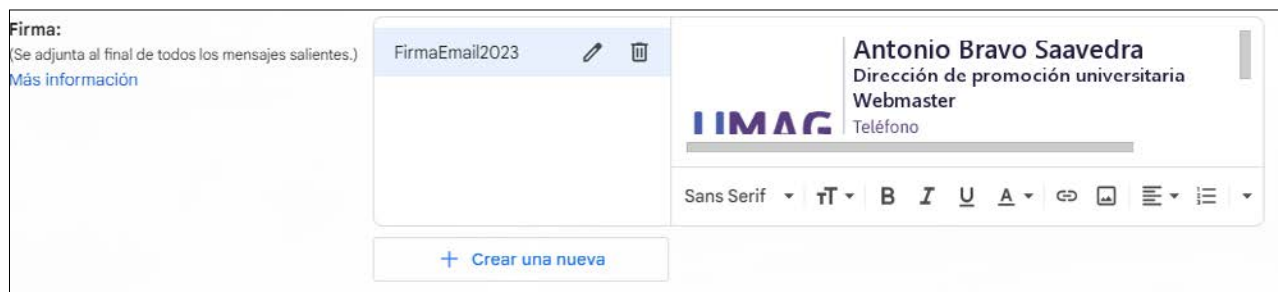 Firma:
(Se adjunta al final de todos los mensajes salientes.)
Más información
FirmaEmail2023
Antonio Bravo Saavedra
Dirección de promoción universitaria
Webmaster
Teléfono
UMAG
Sans Serif
Crear una nueva